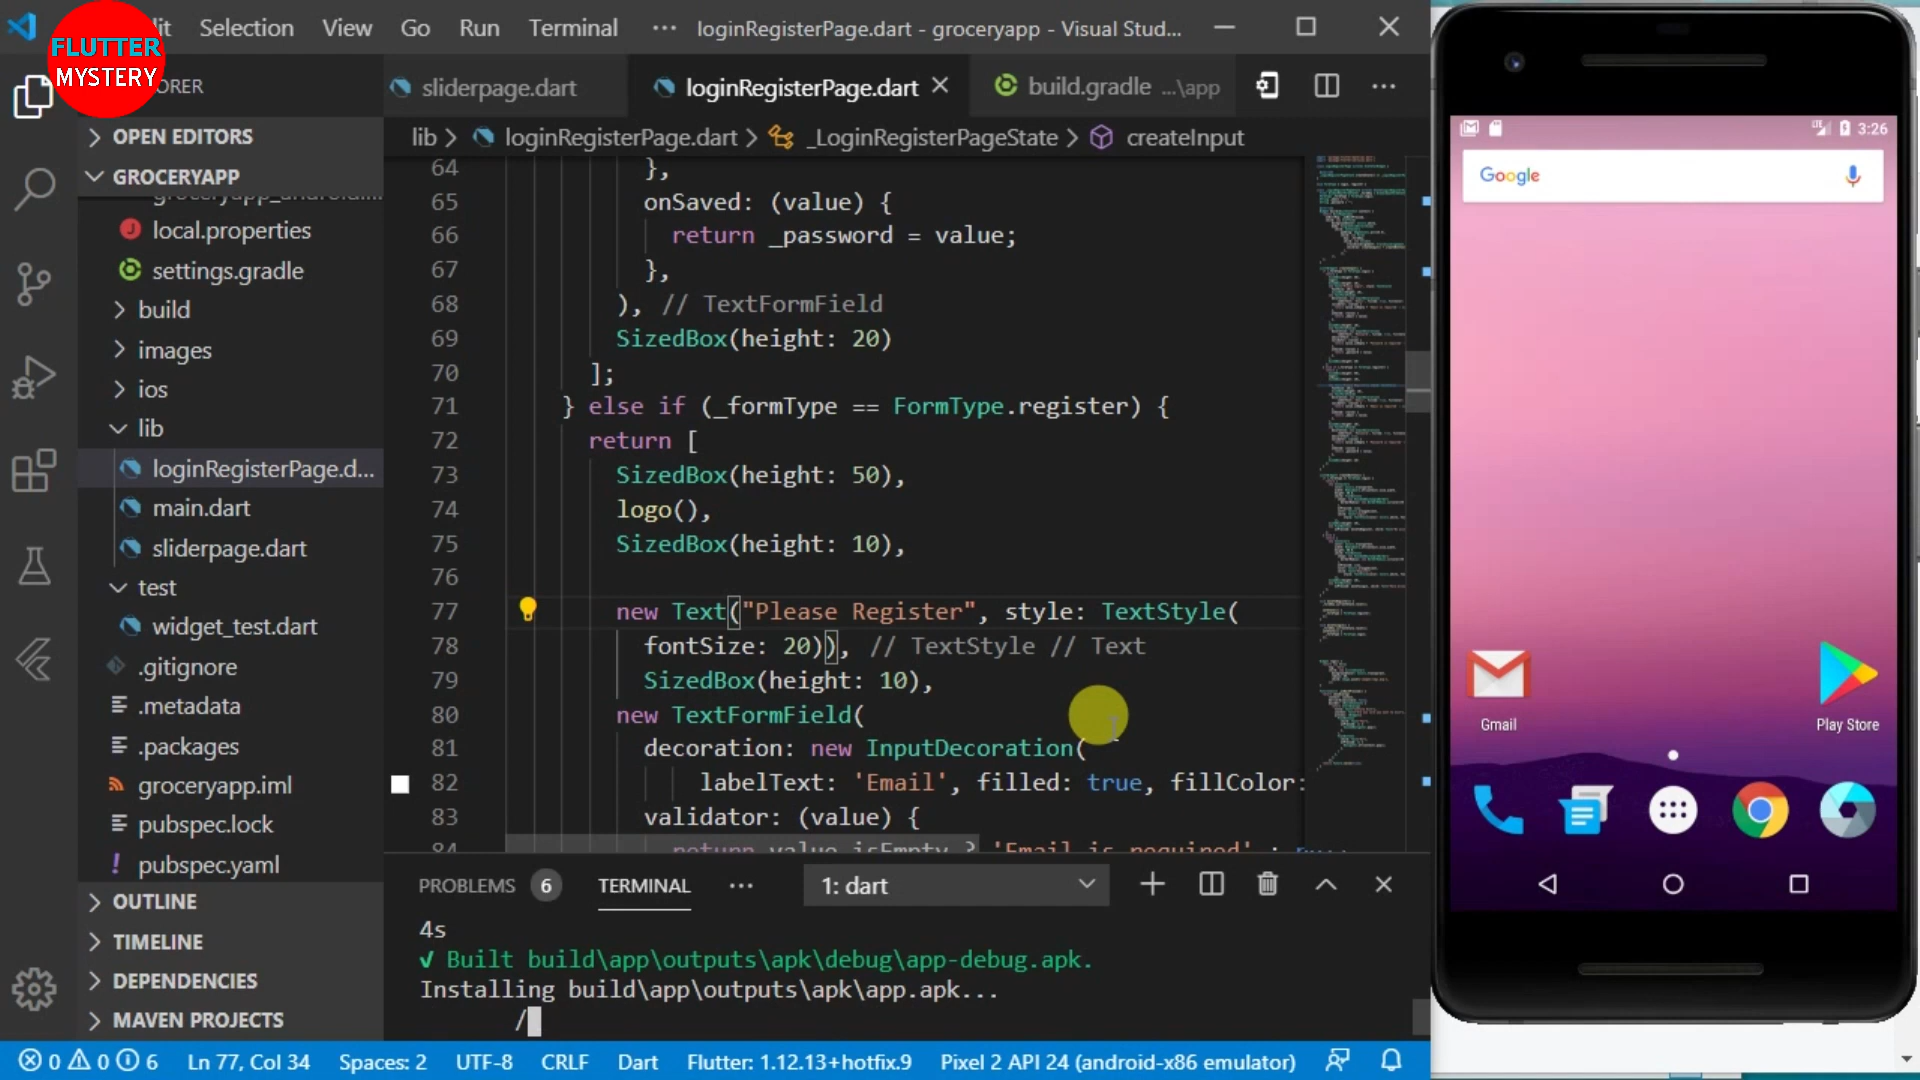 FLUTTER
MYSTERY
Selection View Go Run Terminal ··· loginRegisterPage.dart - groceryapp - Visual Stud...
sliderpage.dart loginRegisterPage.dart build.gradle ...\app
lib > loginRegisterPage.dart > _LoginRegisterPageState > createInput
OPEN EDITORS
GROCERYAPP
local.properties
settings.gradle
build
images
ios
lib
loginRegisterPage.d...
main.dart
sliderpage.dart
test
widget_test.dart
.gitignore
.metadata
.packages
groceryapp.iml
pubspec.lock
pubspec.yaml
OUTLINE
TIMELINE
DEPENDENCIES
MAVEN PROJECTS
64 },
65 onSaved: (value) {
66 return _password = value;
67 },
68 ), // TextFormField
69 SizedBox(height: 20)
70 ];
71 } else if (_formType == FormType.register) {
72 return [
73 SizedBox(height: 50),
74 logo(),
75 SizedBox(height: 10),
76
77 new Text("Please Register", style: TextStyle(
78 fontSize: 20)), // TextStyle // Text
79 SizedBox(height: 10),
80 new TextFormField(
81 decoration: new InputDecoration(
82 labelText: 'Email', filled: true, fillColor:
83 validator: (value) {
84 return value.isEmpty ? 'Email is required' :
PROBLEMS 6 TERMINAL ··· 1: dart
4s
√ Built build\app\outputs\apk\debug\app-debug.apk.
Installing build\app\outputs\apk\app.apk...
/
0 0 6 Ln 77, Col 34 Spaces: 2 UTF-8 CRLF Dart Flutter: 1.12.13+hotfix.9 Pixel 2 API 24 (android-x86 emulator)
LTE 3:26
Google
Gmail
Play Store